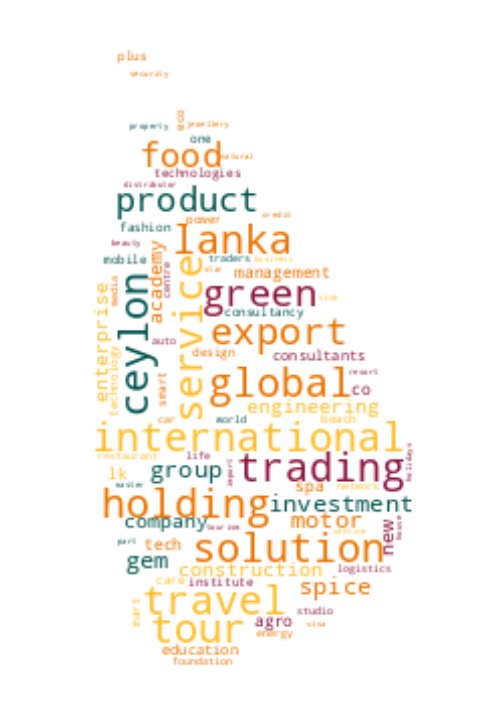 plus
security
eco
jewellery
property
one
food
natural
technologies
distributor
product
credit
power
fashion
lanka
beauty
academy
mobile
traders
business
centre
star
management
service
media
enterprise
ceylon
green
club
consultancy
export
auto
design
consultants
technology
smart
global
resort
co
engineering
car
world
beach
international
holidays
restaurant
life
trading
lk
group
import
master
spa
network
holding
investment
company
tourism
motor
new
house
part
tech
solution
gem
construction
logistics
care
institute
spice
travel
mart
studio
agro
visa
tour
energy
education
foundation